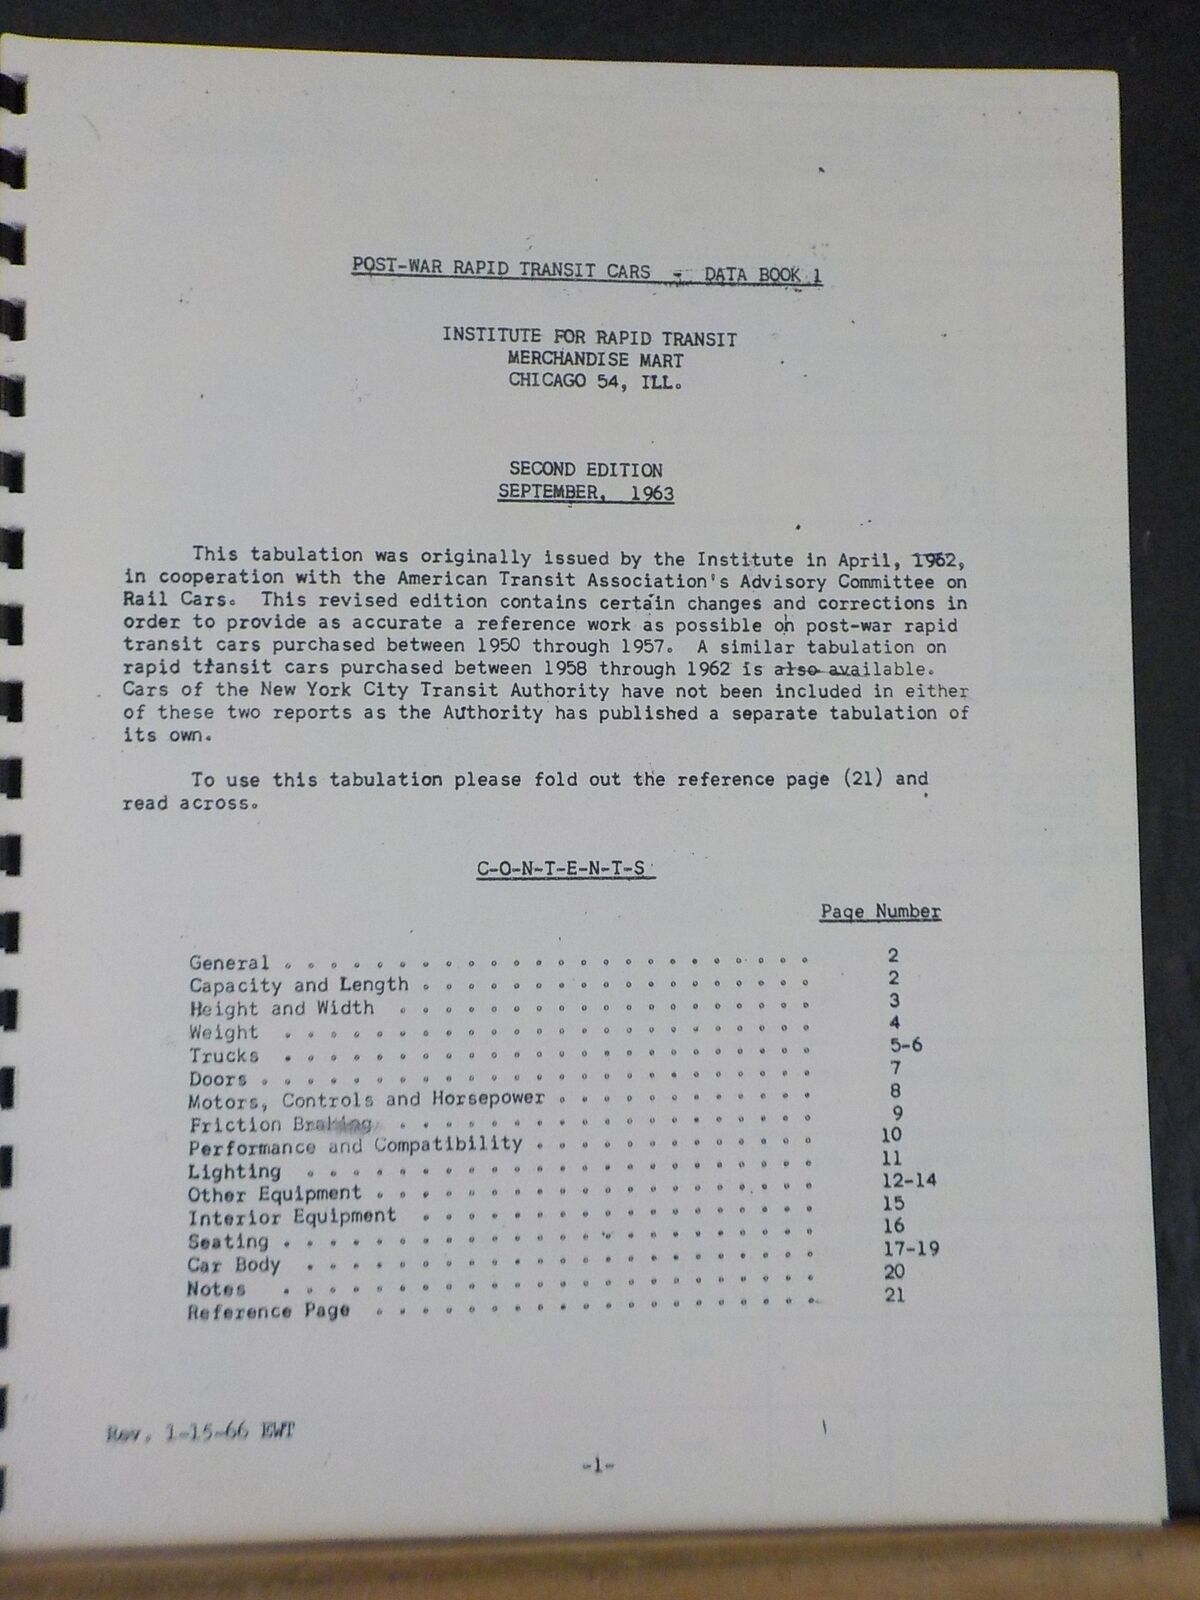 POST-WAR RAPID TRANSIT CARS - DATA BOOK 1
INSTITUTE FOR RAPID TRANSIT
MERCHANDISE MART
CHICAGO 54, ILL.
SECOND EDITION
SEPTEMBER, 1963
This tabulation was originally issued by the Institute in April, 1962,
in cooperation with the American Transit Association's Advisory Committee on
Rail Cars. This revised edition contains certain changes and corrections in
order to provide as accurate a reference work as possible on post-war rapid
transit cars purchased between 1950 through 1957. A similar tabulation on
rapid transit cars purchased between 1958 through 1962 is also available.
Cars of the New York City Transit Authority have not been included in either
of these two reports as the Authority has published a separate tabulation of
its own.
To use this tabulation please fold out the reference page (21) and
read across.
C-O-N-T-E-N-T-S
Page Number
General . . . . . . . . . . . . . . . . . . . . . . . . 2
Capacity and Length . . . . . . . . . . . . . . . . . . 2
Height and Width . . . . . . . . . . . . . . . . . . . 3
Weight . . . . . . . . . . . . . . . . . . . . . . . . 4
Trucks . . . . . . . . . . . . . . . . . . . . . . . . 5-6
Doors . . . . . . . . . . . . . . . . . . . . . . . . . 7
Motors, Controls and Horsepower . . . . . . . . . . . . 8
Friction Braking . . . . . . . . . . . . . . . . . . . 9
Performance and Compatibility . . . . . . . . . . . . . 10
Lighting . . . . . . . . . . . . . . . . . . . . . . . 11
Other Equipment . . . . . . . . . . . . . . . . . . . . 12-14
Interior Equipment . . . . . . . . . . . . . . . . . . 15
Seating . . . . . . . . . . . . . . . . . . . . . . . . 16
Car Body . . . . . . . . . . . . . . . . . . . . . . . 17-19
Notes . . . . . . . . . . . . . . . . . . . . . . . . 20
Reference Page . . . . . . . . . . . . . . . . . . . . 21
Rev. 1-15-66 EWT
-1-